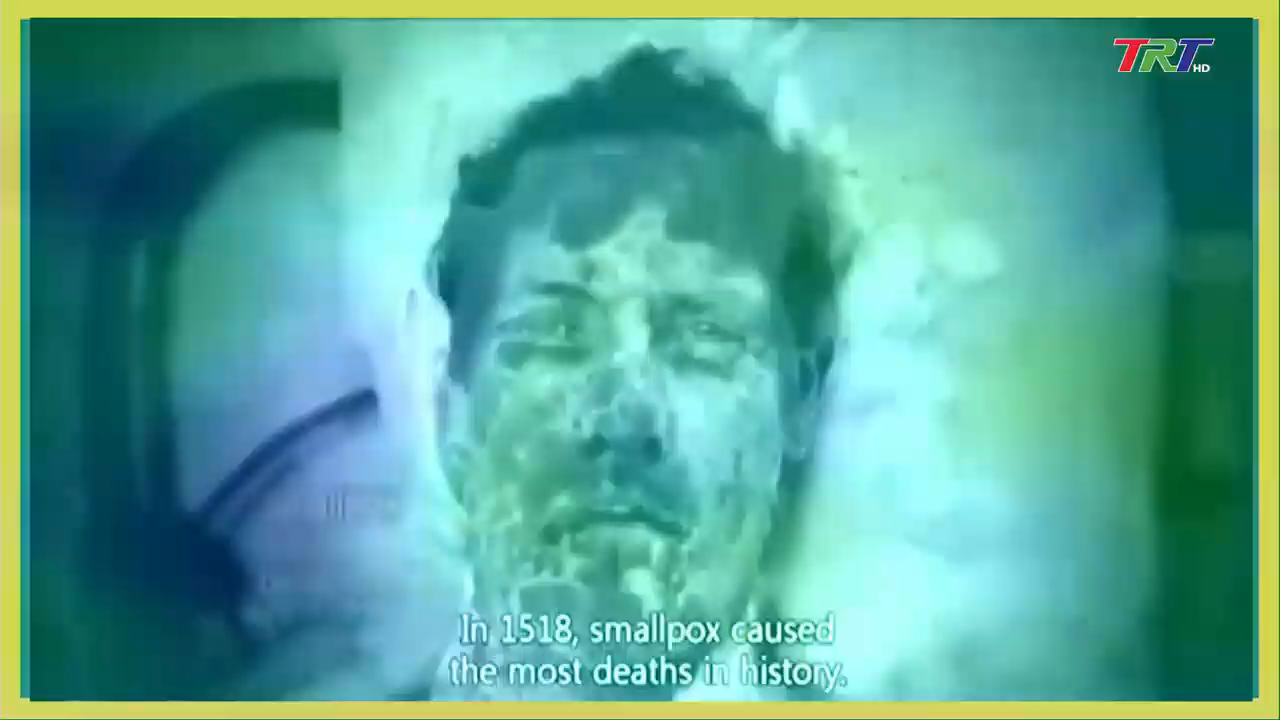 TRT HD
In 1518, smallpox caused
the most deaths in history.